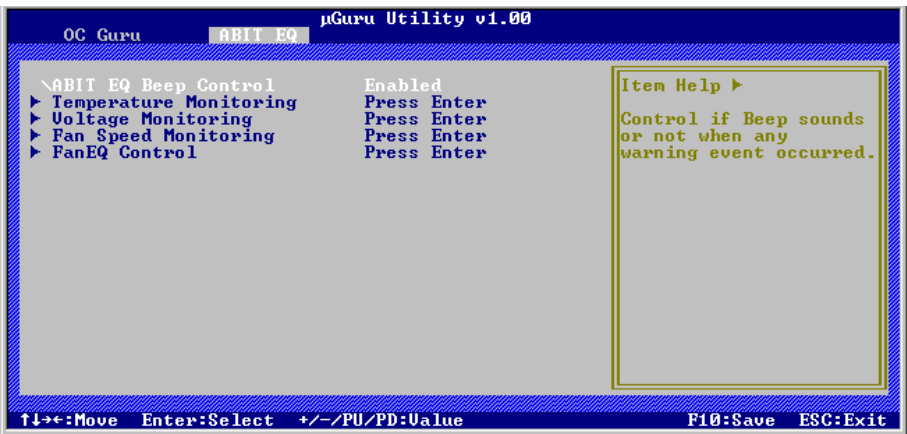 µGuru Utility v1.00
OC Guru ABIT EQ
\ABIT EQ Beep Control Enabled
► Temperature Monitoring Press Enter
► Voltage Monitoring Press Enter
► Fan Speed Monitoring Press Enter
► FanEQ Control Press Enter
Item Help ►
Control if Beep sounds
or not when any
warning event occurred.
↑↓→←:Move Enter:Select +/-/PU/PD:Value F10:Save ESC:Exit